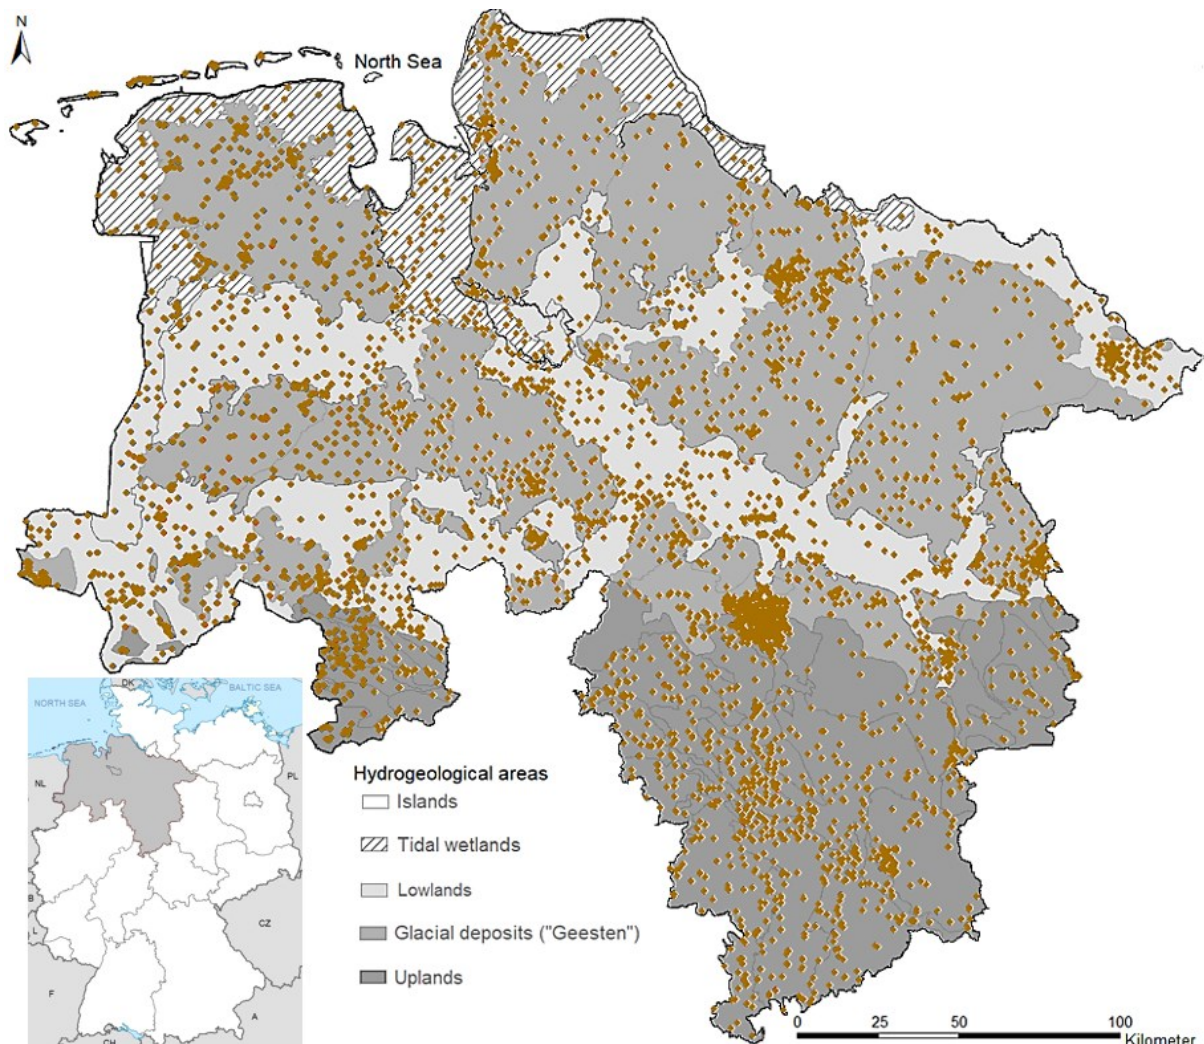 N
North Sea
DK
NORTH SEA
BALTIC SEA
NL
PL
B
L
CZ
F
A
CH
Hydrogeological areas
Islands
Tidal wetlands
Lowlands
Glacial deposits ("Geesten")
Uplands
0 25 50 100
Kilometer